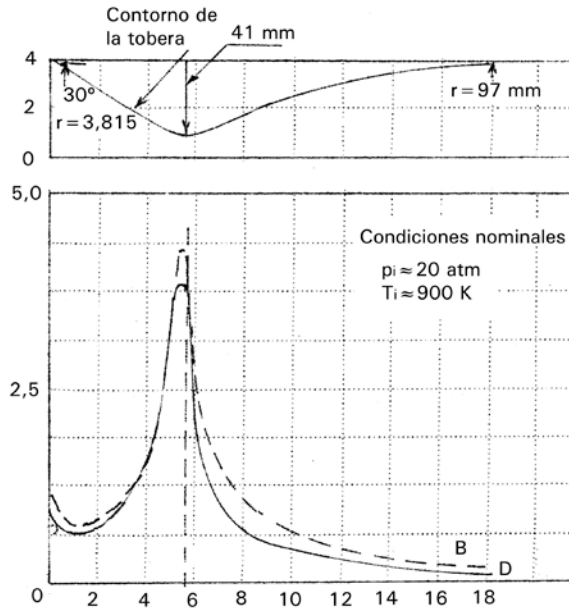 Contorno de
la tobera
41 mm
4
2
0
30°
r=3,815
r=97 mm
5,0
2,5
0
Condiciones nominales
pi≈20 atm
Ti≈900 K
B
D
2 4 6 8 10 12 14 16 18